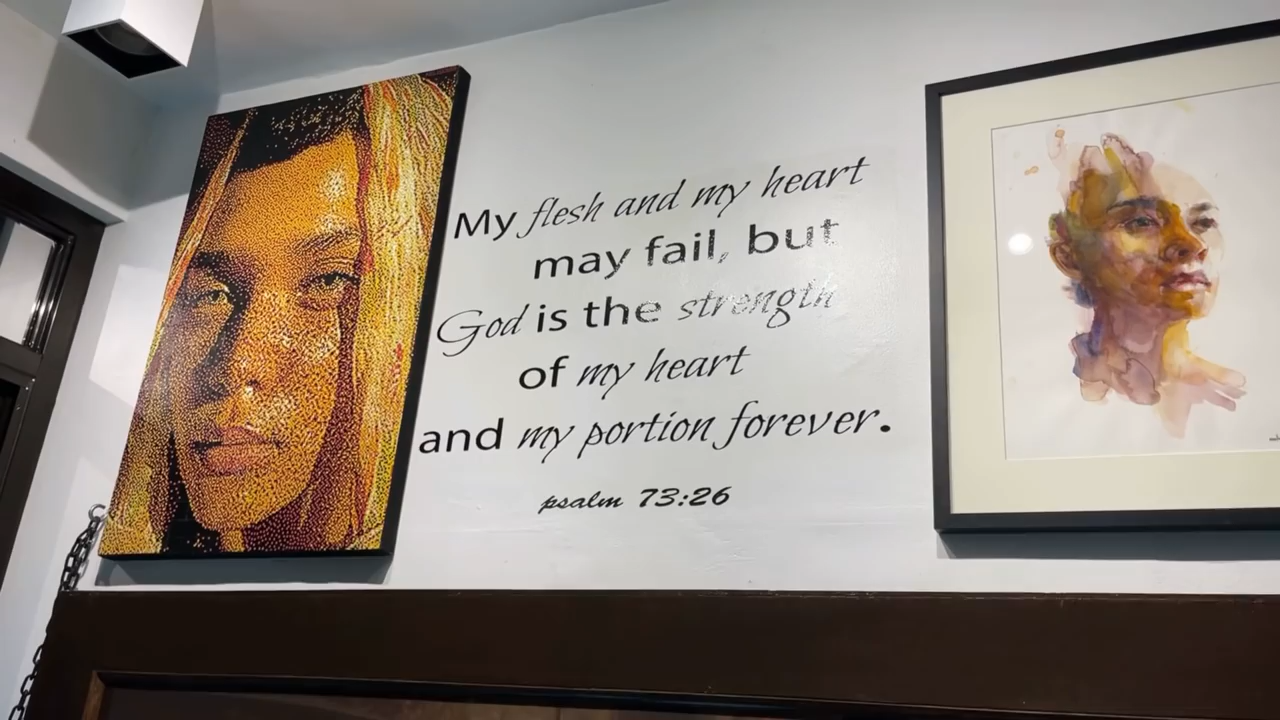 My flesh and my heart
may fail, but
God is the strength
of my heart
and my portion forever.
psalm 73:26